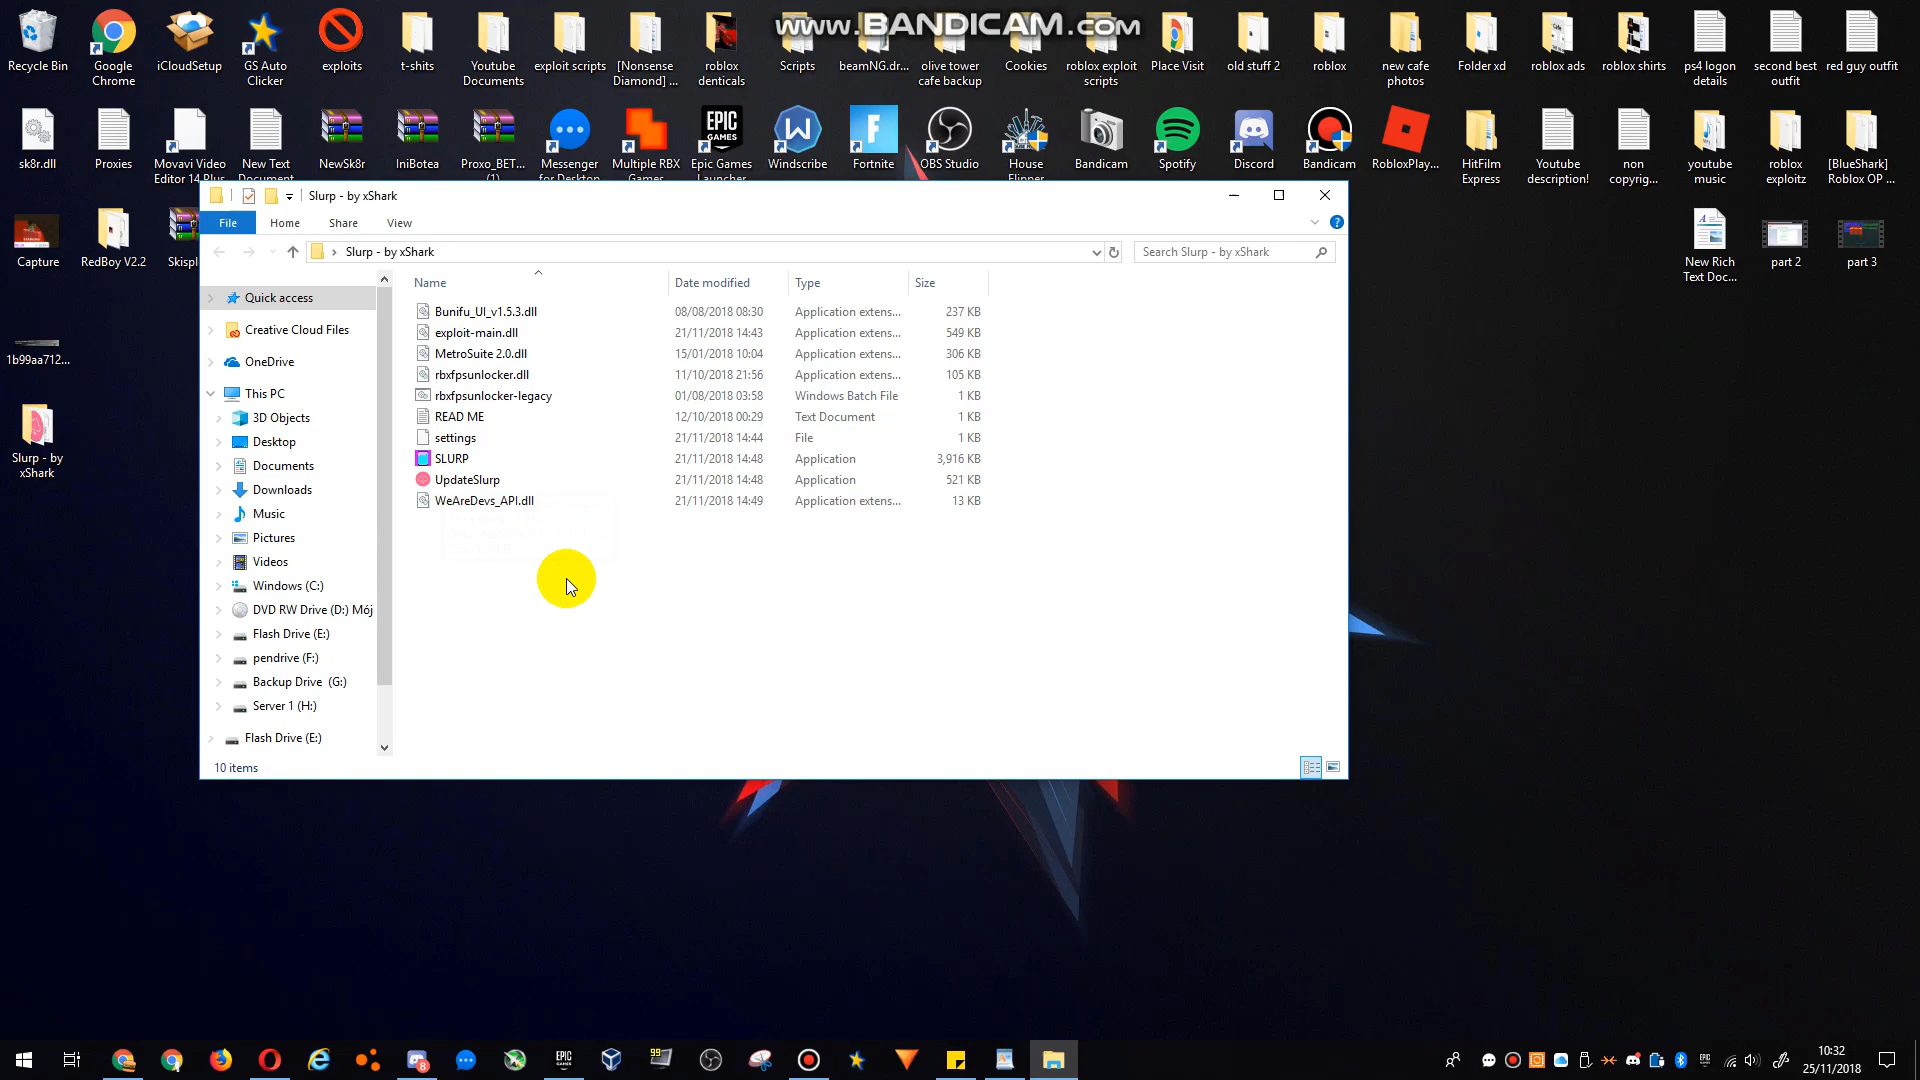 www.BANDICAM.com
Recycle Bin
Google
Chrome
iCloudSetup
GS Auto
Clicker
exploits
t-shits
Youtube
Documents
exploit scripts
[Nonsense
Diamond] ...
roblox
denticals
Scripts
beamNG.dr...
olive tower
cafe backup
Cookies
roblox exploit
scripts
Place Visit
old stuff 2
roblox
new cafe
photos
Folder xd
roblox ads
roblox shirts
ps4 logon
details
second best
outfit
red guy outfit
sk8r.dll
Proxies
Movavi Video
Editor 14 Plus
New Text
Document
NewSk8r
IniBotea
Proxo_BET...
(1)
Messenger
for Desktop
Multiple RBX
Games
EPIC
GAMES
Epic Games
Launcher
Windscribe
Fortnite
OBS Studio
House
Flipper
Bandicam
Spotify
Discord
Bandicam
RobloxPlay...
HitFilm
Express
Youtube
description!
non
copyrig...
youtube
music
roblox
exploitz
[BlueShark]
Roblox OP ...
Capture
RedBoy V2.2
Skispl
New Rich
Text Doc...
part 2
part 3
1b99aa712...
Slurp - by
xShark
Slurp - by xShark
File
Home
Share
View
Slurp - by xShark
Search Slurp - by xShark
Quick access
Creative Cloud Files
OneDrive
This PC
3D Objects
Desktop
Documents
Downloads
Music
Pictures
Videos
Windows (C:)
DVD RW Drive (D:) Mój
Flash Drive (E:)
pendrive (F:)
Backup Drive (G:)
Server 1 (H:)
Flash Drive (E:)
Name Date modified Type Size
Bunifu_UI_v1.5.3.dll 08/08/2018 08:30 Application extens... 237 KB
exploit-main.dll 21/11/2018 14:43 Application extens... 549 KB
MetroSuite 2.0.dll 15/01/2018 10:04 Application extens... 306 KB
rbxfpsunlocker.dll 11/10/2018 21:56 Application extens... 105 KB
rbxfpsunlocker-legacy 01/08/2018 03:58 Windows Batch File 1 KB
READ ME 12/10/2018 00:29 Text Document 1 KB
settings 21/11/2018 14:44 File 1 KB
SLURP 21/11/2018 14:48 Application 3,916 KB
UpdateSlurp 21/11/2018 14:48 Application 521 KB
WeAreDevs_API.dll 21/11/2018 14:49 Application extens... 13 KB
10 items
8
EPIC
99
10:32
25/11/2018